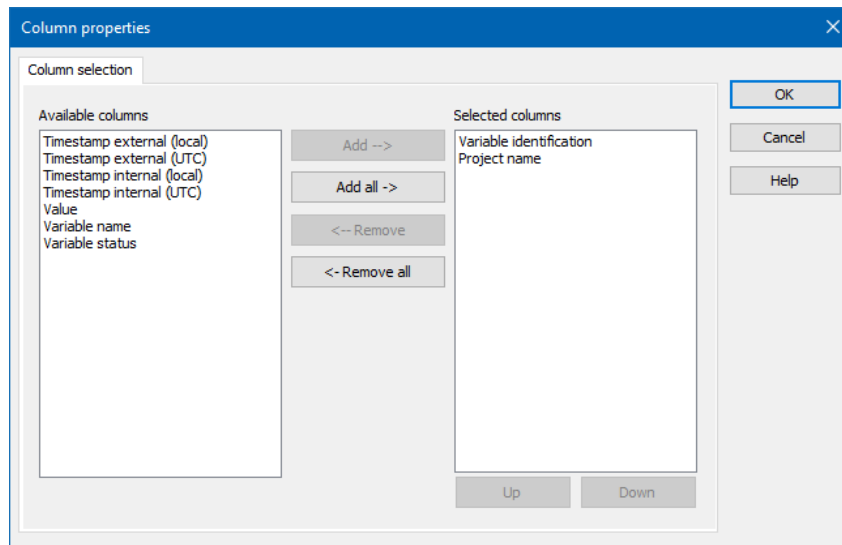 Column properties
Column selection
Available columns
Timestamp external (local)
Timestamp external (UTC)
Timestamp internal (local)
Timestamp internal (UTC)
Value
Variable name
Variable status
Add -->
Add all ->
<-- Remove
<- Remove all
Selected columns
Variable identification
Project name
Up
Down
OK
Cancel
Help